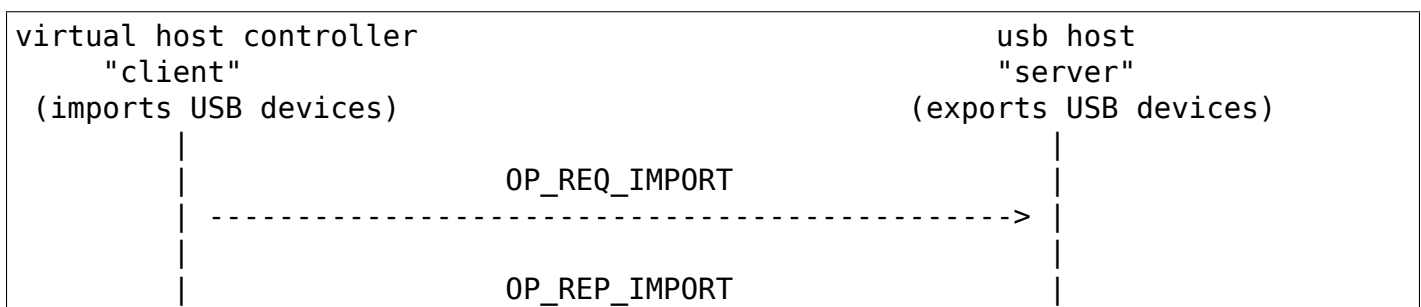 virtual host controller                                 usb host
     "client"                                           "server"
 (imports USB devices)                             (exports USB devices)
         |                                                 |
         |                  OP_REQ_IMPORT                  |
         | ----------------------------------------------> |
         |                                                 |
         |                  OP_REP_IMPORT                  |